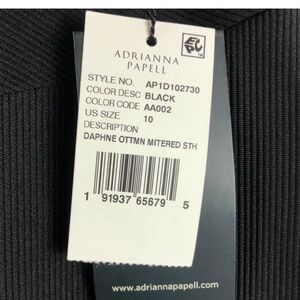 ADRIANNA
PAPELL
STYLE NO. AP1D102730
COLOR DESC BLACK
COLOR CODE AA002
US SIZE 10
DESCRIPTION
DAPHNE OTTMN MITERED STH
1 91937 65679 5
www.adriannapapell.com